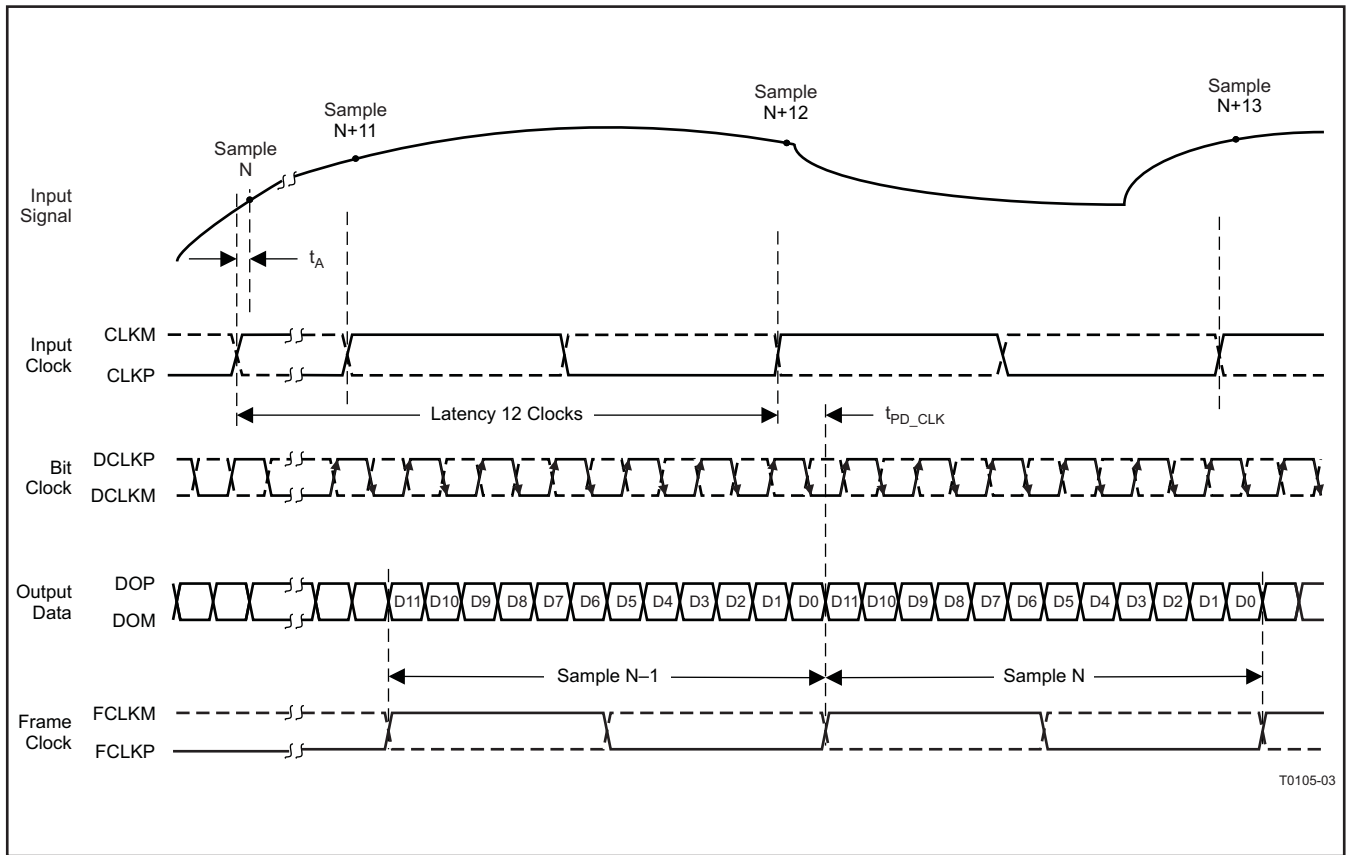 Sample
N
Sample
N+11
Sample
N+12
Sample
N+13
Input
Signal
tA
Input
Clock
CLKM
CLKP
Latency 12 Clocks
tPD_CLK
Bit
Clock
DCLKP
DCLKM
Output
Data
DOP
DOM
D11 D10 D9 D8 D7 D6 D5 D4 D3 D2 D1 D0 D11 D10 D9 D8 D7 D6 D5 D4 D3 D2 D1 D0
Sample N–1
Sample N
Frame
Clock
FCLKM
FCLKP
T0105-03